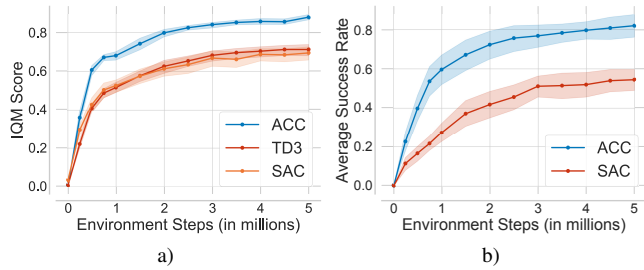 IQM Score
0.8
0.6
0.4
0.2
0.0
ACC
TD3
SAC
0 1 2 3 4 5
Environment Steps (in millions)
a)
Average Success Rate
0.8
0.6
0.4
0.2
0.0
ACC
SAC
0 1 2 3 4 5
Environment Steps (in millions)
b)